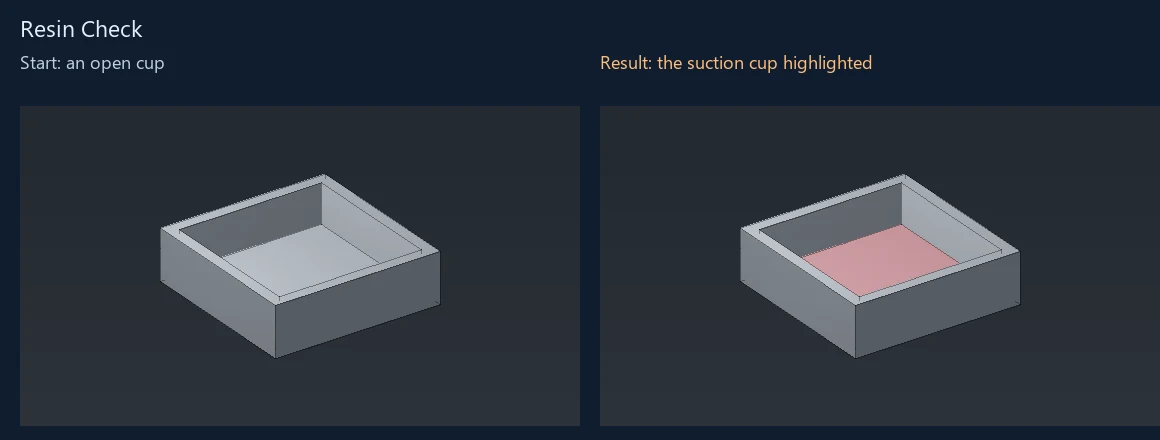 Resin Check
Start: an open cup
Result: the suction cup highlighted